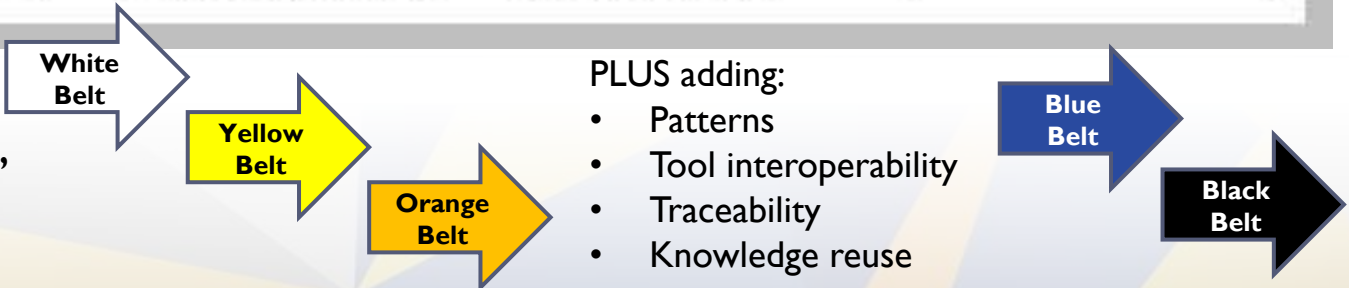 White
Belt
Yellow
Belt
Orange
Belt
PLUS adding:
• Patterns
• Tool interoperability
• Traceability
• Knowledge reuse
Blue
Belt
Black
Belt